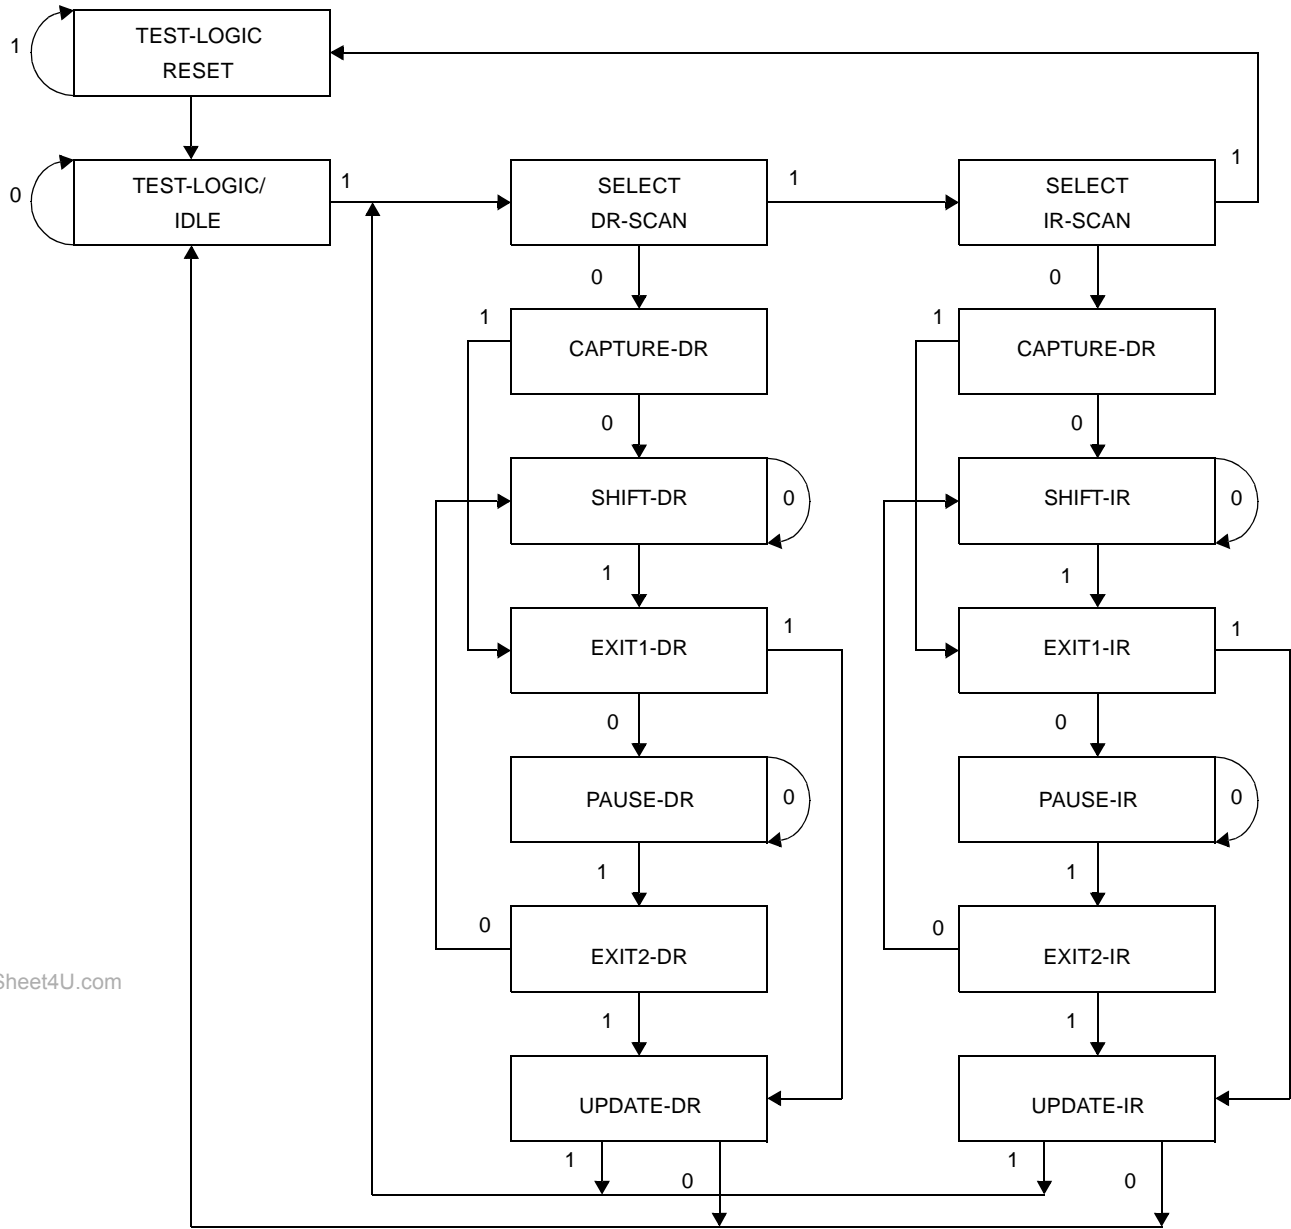 TEST-LOGIC
RESET
1
TEST-LOGIC/
IDLE
0
1
SELECT
DR-SCAN
1
SELECT
IR-SCAN
1
0
0
1
CAPTURE-DR
1
CAPTURE-DR
0
0
SHIFT-DR
0
SHIFT-IR
0
1
1
EXIT1-DR
1
EXIT1-IR
1
0
0
PAUSE-DR
0
PAUSE-IR
0
1
1
0
EXIT2-DR
0
EXIT2-IR
Sheet4U.com
1
1
UPDATE-DR
UPDATE-IR
1
0
1
0